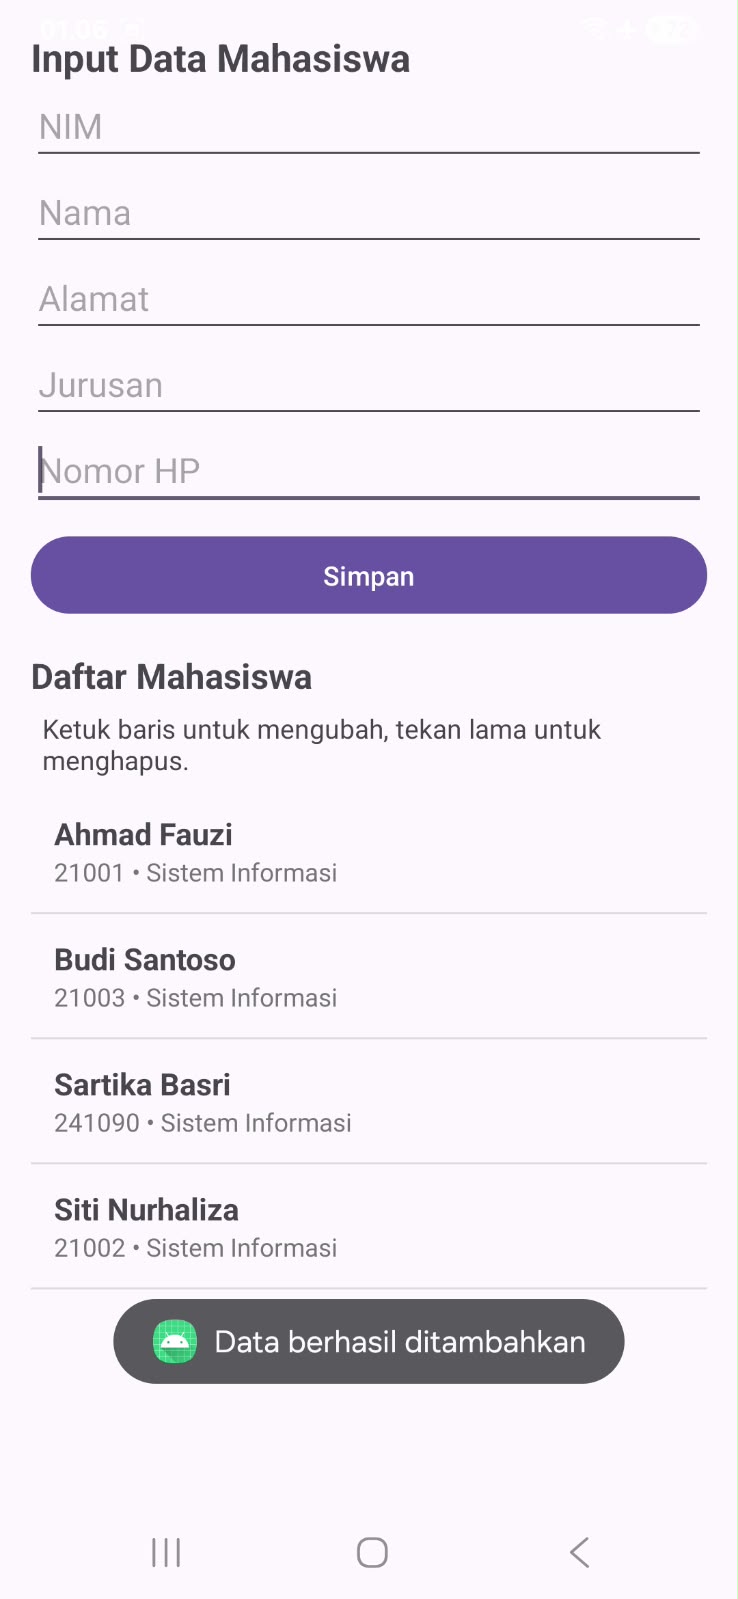 01:06
Input Data Mahasiswa
NIM
Nama
Alamat
Jurusan
Nomor HP
Simpan
Daftar Mahasiswa
Ketuk baris untuk mengubah, tekan lama untuk
menghapus.
Ahmad Fauzi
21001 • Sistem Informasi
Budi Santoso
21003 • Sistem Informasi
Sartika Basri
241090 • Sistem Informasi
Siti Nurhaliza
21002 • Sistem Informasi
Data berhasil ditambahkan